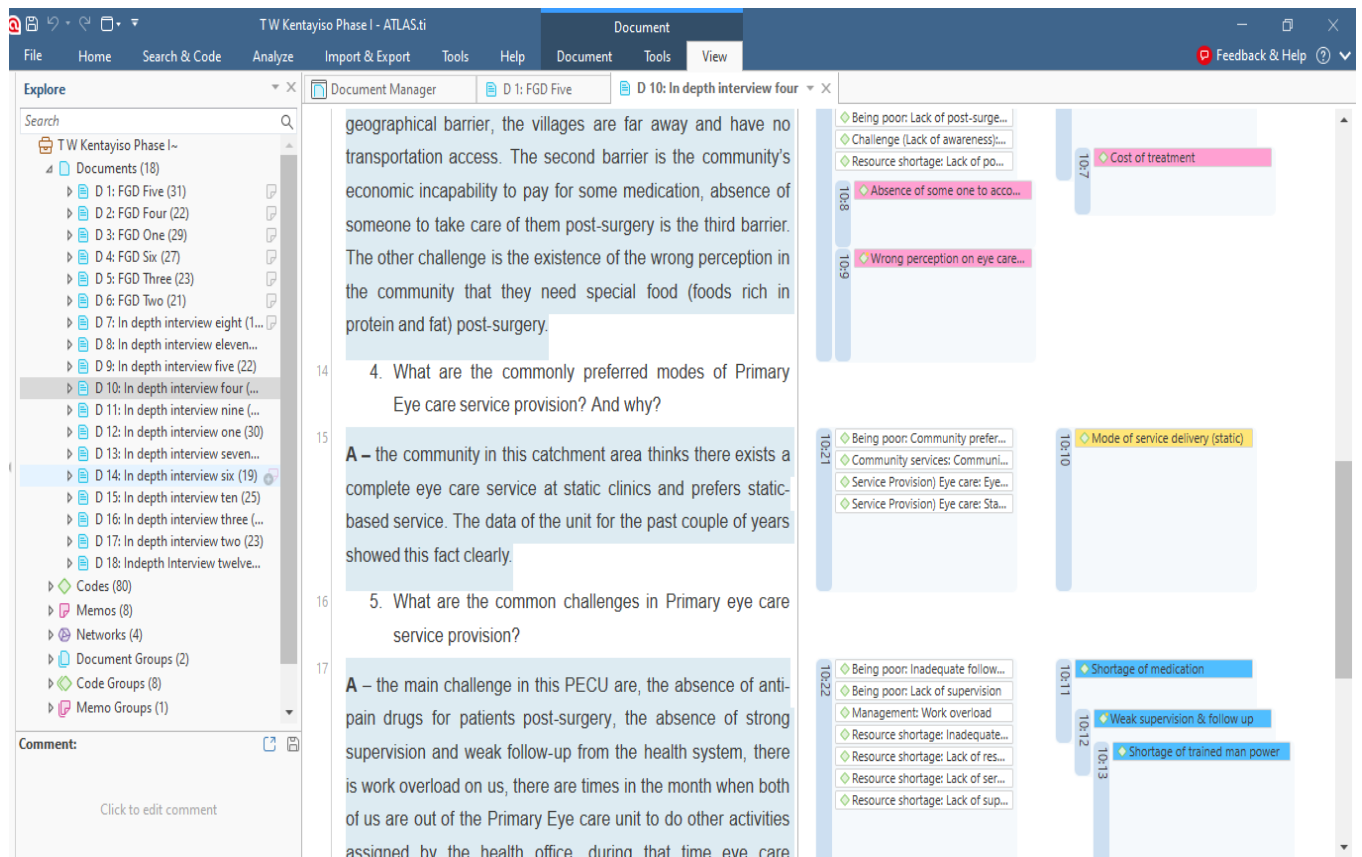 T W Kentayiso Phase I - ATLAS.ti
Document
File Home Search & Code Analyze Import & Export Tools Help Document Tools View
Feedback & Help
Explore
Search
T W Kentayiso Phase I~
Documents (18)
D 1: FGD Five (31)
D 2: FGD Four (22)
D 3: FGD One (29)
D 4: FGD Six (27)
D 5: FGD Three (23)
D 6: FGD Two (21)
D 7: In depth interview eight (1...
D 8: In depth interview eleven...
D 9: In depth interview five (22)
D 10: In depth interview four (...
D 11: In depth interview nine (...
D 12: In depth interview one (30)
D 13: In depth interview seven...
D 14: In depth interview six (19)
D 15: In depth interview ten (25)
D 16: In depth interview three (...
D 17: In depth interview two (23)
D 18: Indepth Interview twelve...
Codes (80)
Memos (8)
Networks (4)
Document Groups (2)
Code Groups (8)
Memo Groups (1)
Comment:
Click to edit comment
Document Manager
D 1: FGD Five
D 10: In depth interview four
geographical barrier, the villages are far away and have no
transportation access. The second barrier is the community's
economic incapability to pay for some medication, absence of
someone to take care of them post-surgery is the third barrier.
The other challenge is the existence of the wrong perception in
the community that they need special food (foods rich in
protein and fat) post-surgery.
14
4. What are the commonly preferred modes of Primary
Eye care service provision? And why?
15
A – the community in this catchment area thinks there exists a
complete eye care service at static clinics and prefers static-
based service. The data of the unit for the past couple of years
showed this fact clearly.
16
5. What are the common challenges in Primary eye care
service provision?
17
A – the main challenge in this PECU are, the absence of anti-
pain drugs for patients post-surgery, the absence of strong
supervision and weak follow-up from the health system, there
is work overload on us, there are times in the month when both
of us are out of the Primary Eye care unit to do other activities
assigned by the health office, during that time eye care
Being poor: Lack of post-surge...
Challenge (Lack of awareness):...
Resource shortage: Lack of po...
10:7
Cost of treatment
10:8
Absence of some one to acco...
10:9
Wrong perception on eye care...
10:21
Being poor: Community prefer...
Community services: Communi...
Service Provision) Eye care: Eye...
Service Provision) Eye care: Sta...
10:10
Mode of service delivery (static)
10:22
Being poor: Inadequate follow...
Being poor: Lack of supervision
Management: Work overload
Resource shortage: Inadequate...
Resource shortage: Lack of res...
Resource shortage: Lack of ser...
Resource shortage: Lack of sup...
10:11
Shortage of medication
10:12
Weak supervision & follow up
10:13
Shortage of trained man power